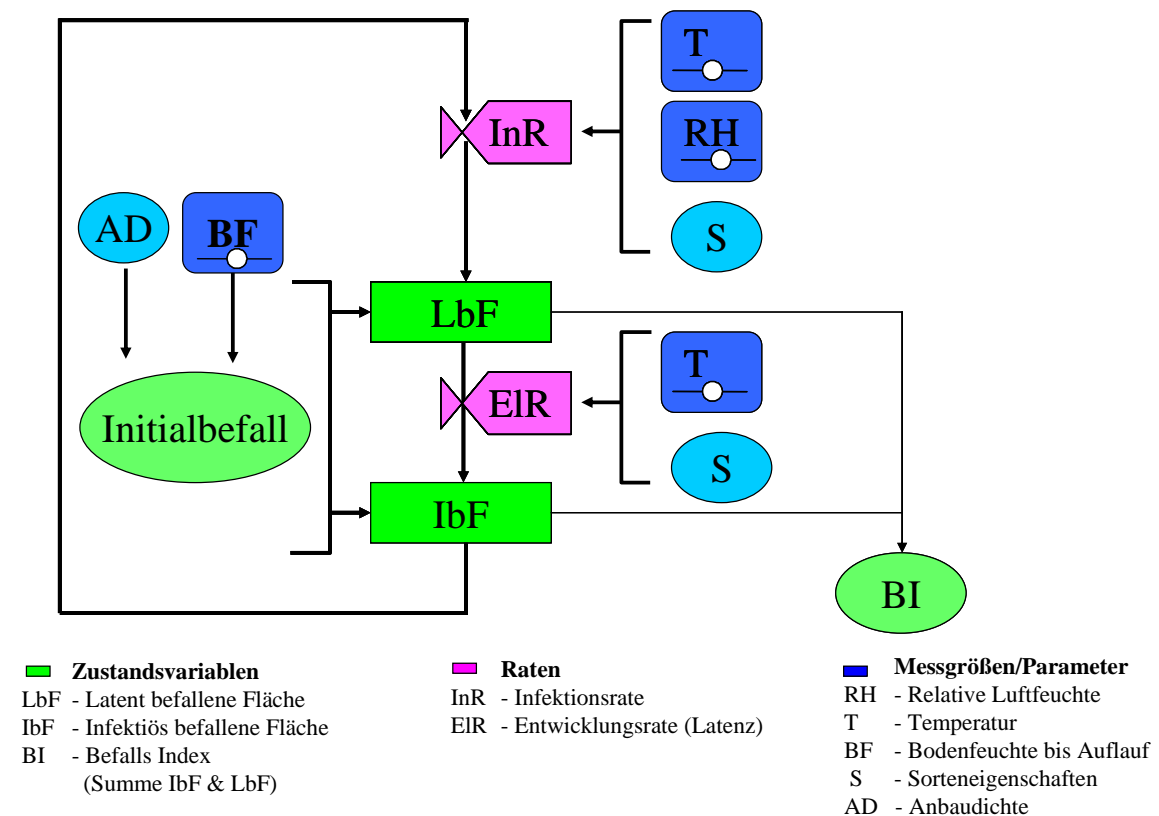 T
InR
RH
AD
BF
S
LbF
T
ElR
Initialbefall
S
IbF
BI
Zustandsvariablen
LbF - Latent befallene Fläche
IbF - Infektiös befallene Fläche
BI - Befalls Index
(Summe IbF & LbF)
Raten
InR - Infektionsrate
ElR - Entwicklungsrate (Latenz)
Messgrößen/Parameter
RH - Relative Luftfeuchte
T - Temperatur
BF - Bodenfeuchte bis Auflauf
S - Sorteneigenschaften
AD - Anbaudichte